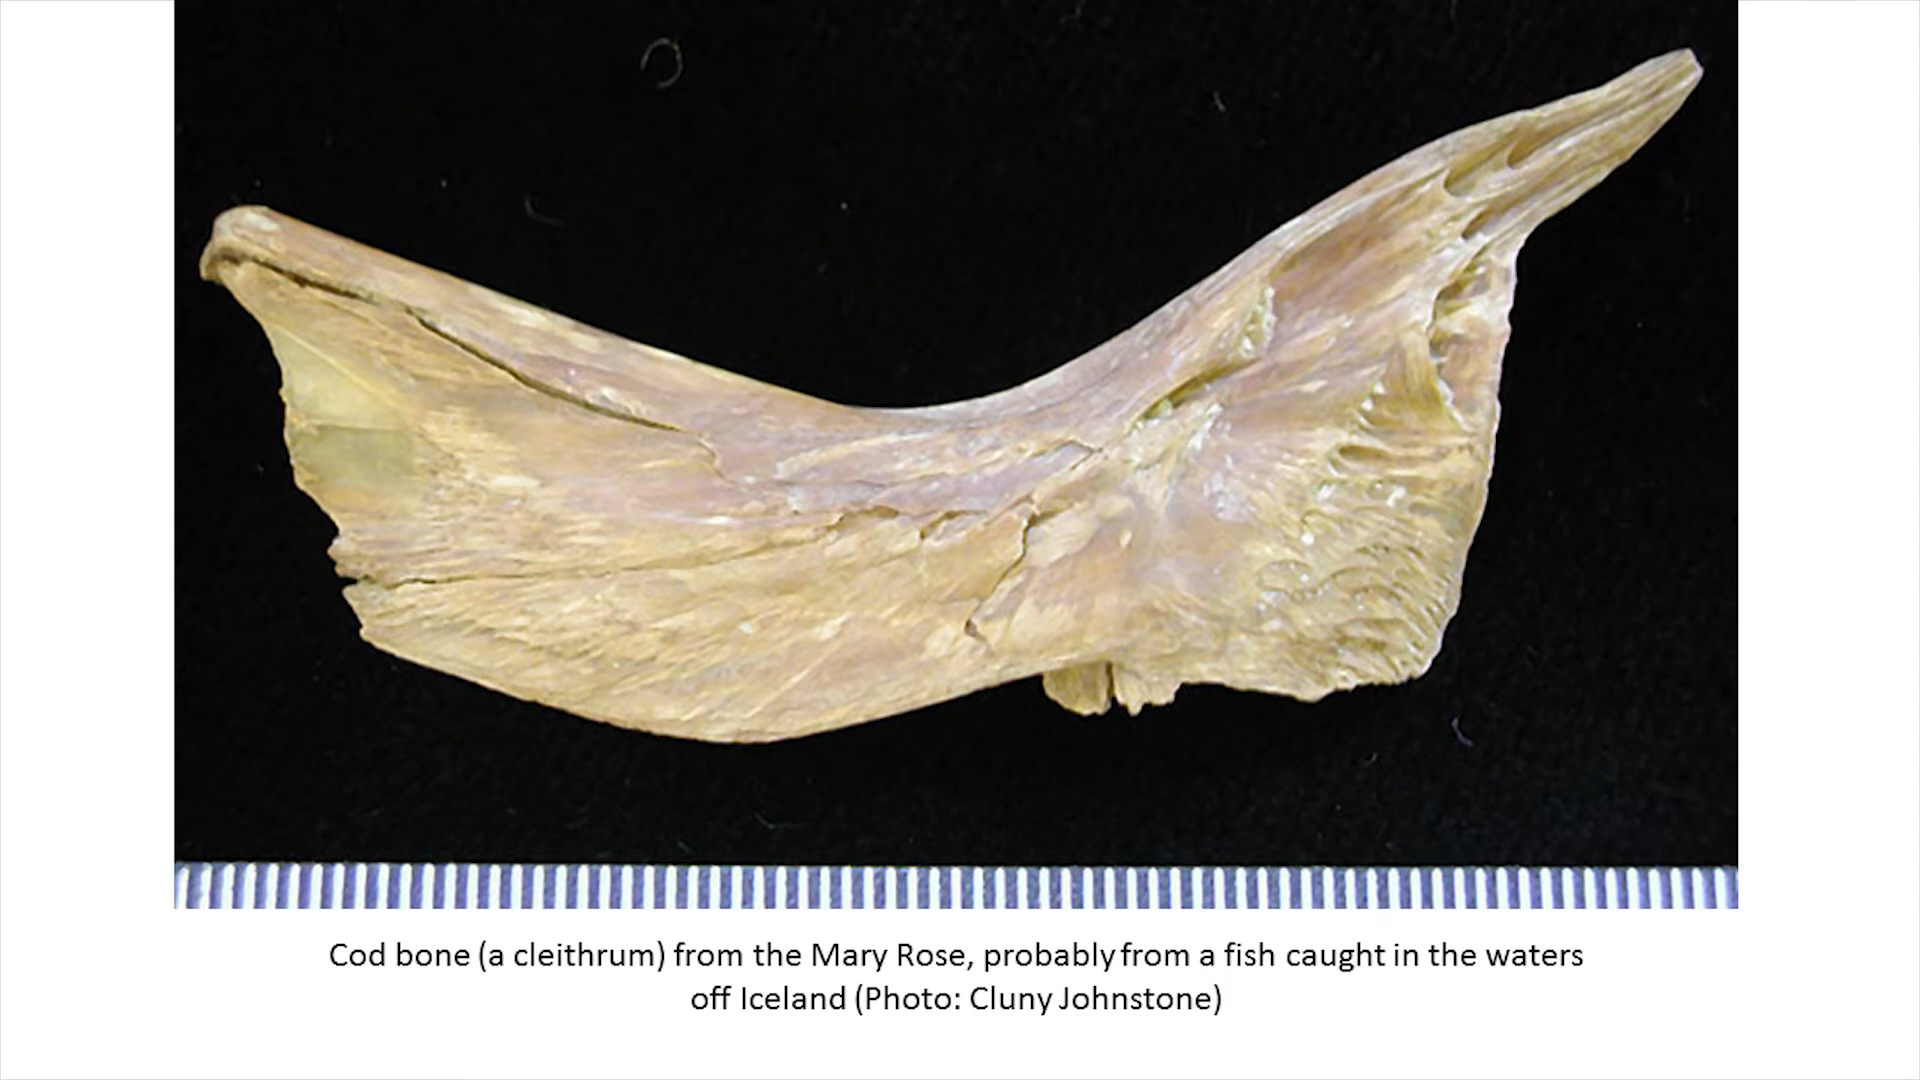 Cod bone (a cleithrum) from the Mary Rose, probably from a fish caught in the waters
off Iceland (Photo: Cluny Johnstone)